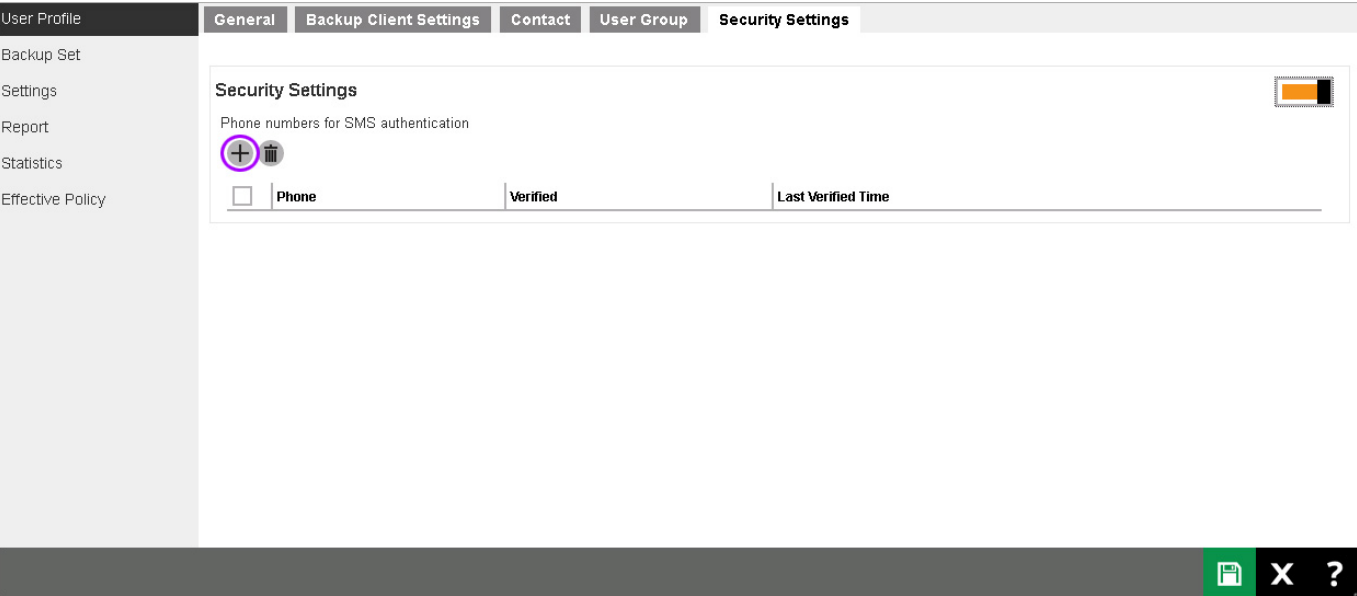 User Profile
Backup Set
Settings
Report
Statistics
Effective Policy
General Backup Client Settings Contact User Group Security Settings
Security Settings
Phone numbers for SMS authentication
Phone Verified Last Verified Time
X ?